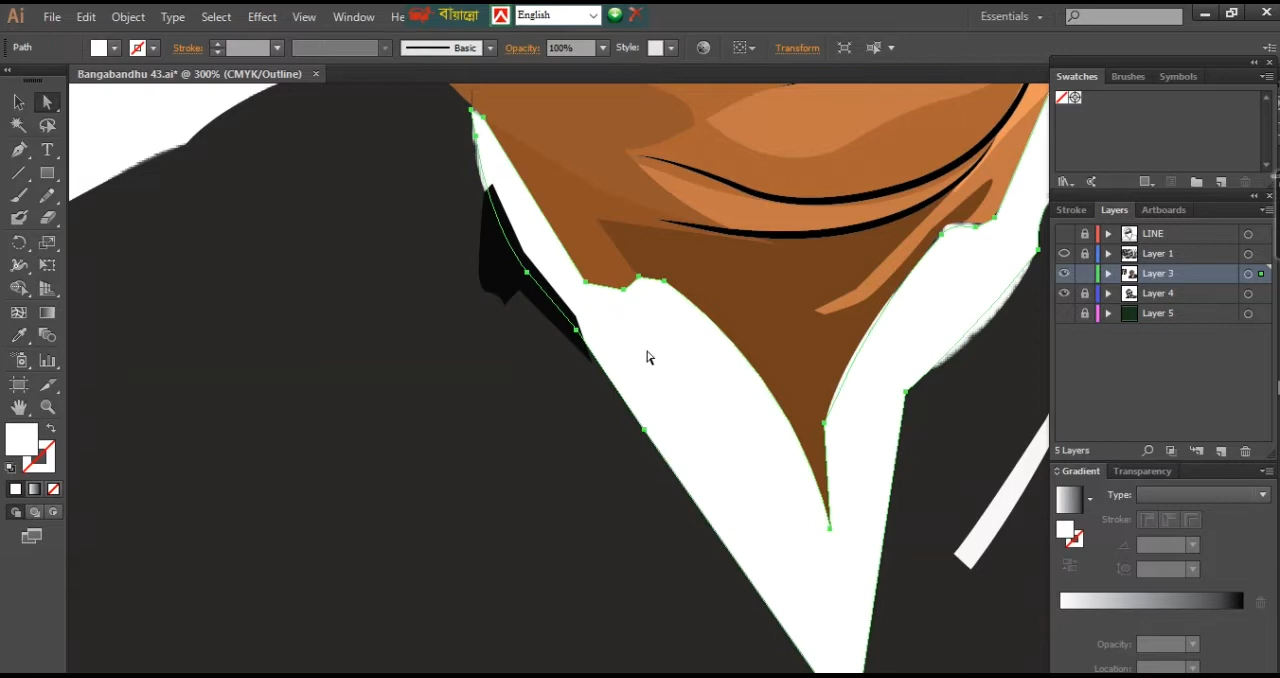 Ai File Edit Object Type Select Effect View Window He বায়ান্নো English Essentials
Path Stroke: Basic Opacity: 100% Style: Transform
Bangabandhu 43.ai* @ 300% (CMYK/Outline) ×
Swatches Brushes Symbols
Stroke Layers Artboards
LINE
Layer 1
Layer 3
Layer 4
Layer 5
5 Layers
Gradient Transparency
Type:
Stroke:
Opacity:
Location: